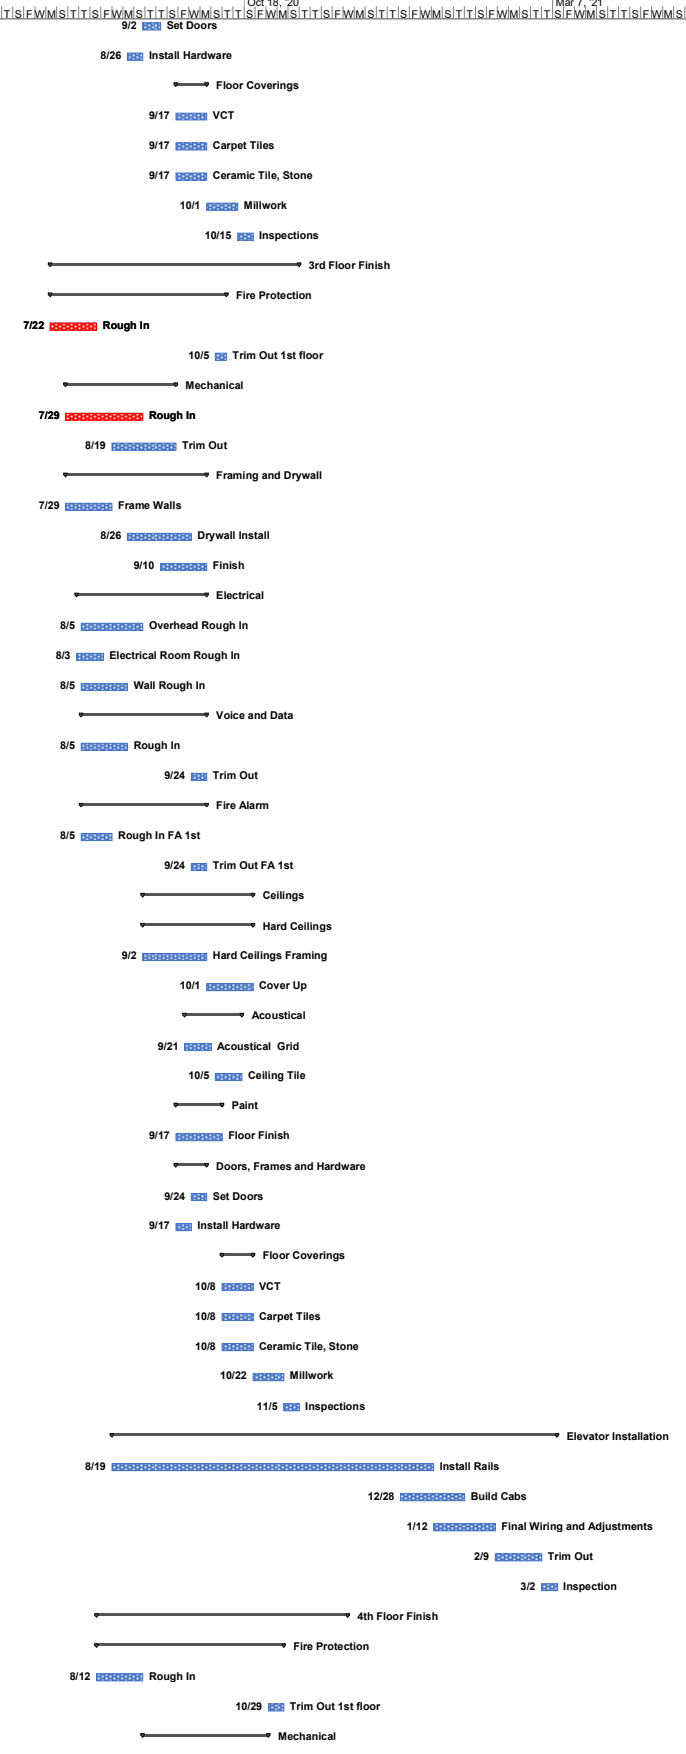 Oct 18, '20 Mar 7, '21
T S F W M S T T S F W M S T T S F W M S T T S F W M S T T S F W M S T T S F W M S T T S F W M S T T S F W M S
9/2 Set Doors
8/26 Install Hardware
Floor Coverings
9/17 VCT
9/17 Carpet Tiles
9/17 Ceramic Tile, Stone
10/1 Millwork
10/15 Inspections
3rd Floor Finish
Fire Protection
7/22 Rough In
10/5 Trim Out 1st floor
Mechanical
7/29 Rough In
8/19 Trim Out
Framing and Drywall
7/29 Frame Walls
8/26 Drywall Install
9/10 Finish
Electrical
8/5 Overhead Rough In
8/3 Electrical Room Rough In
8/5 Wall Rough In
Voice and Data
8/5 Rough In
9/24 Trim Out
Fire Alarm
8/5 Rough In FA 1st
9/24 Trim Out FA 1st
Ceilings
Hard Ceilings
9/2 Hard Ceilings Framing
10/1 Cover Up
Acoustical
9/21 Acoustical Grid
10/5 Ceiling Tile
Paint
9/17 Floor Finish
Doors, Frames and Hardware
9/24 Set Doors
9/17 Install Hardware
Floor Coverings
10/8 VCT
10/8 Carpet Tiles
10/8 Ceramic Tile, Stone
10/22 Millwork
11/5 Inspections
Elevator Installation
8/19 Install Rails
12/28 Build Cabs
1/12 Final Wiring and Adjustments
2/9 Trim Out
3/2 Inspection
4th Floor Finish
Fire Protection
8/12 Rough In
10/29 Trim Out 1st floor
Mechanical